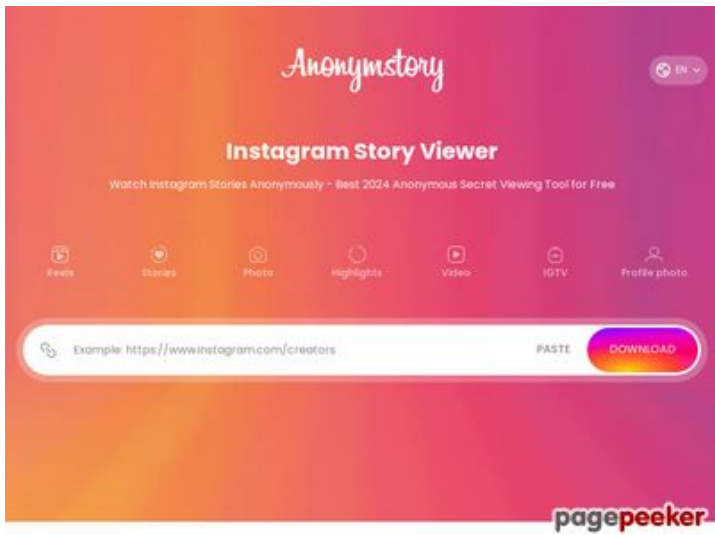 Anonymstory
EN
Instagram Story Viewer
Watch Instagram Stories Anonymously - Best 2024 Anonymous Secret Viewing Tool for Free
Reels
Stories
Photo
Highlights
Video
IGTV
Profile photo
Example: https://www.instagram.com/creators
PASTE
DOWNLOAD
pagepeeker